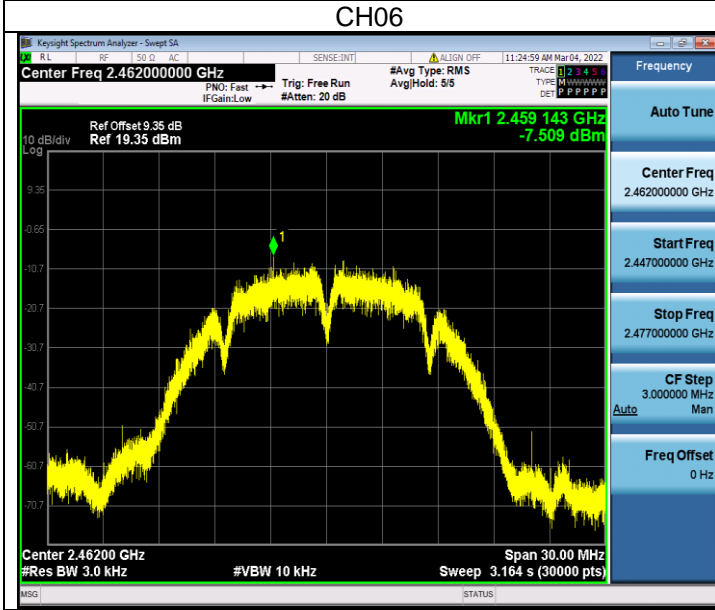 CH06
Keysight Spectrum Analyzer - Swept SA
RL RF 50 Ω AC SENSE:INT ALIGN OFF 11:24:59 AM Mar 04, 2022
Center Freq 2.462000000 GHz
PNO: Fast
IFGain:Low
Trig: Free Run
#Atten: 20 dB
#Avg Type: RMS
Avg|Hold: 5/5
TRACE 1 2 3 4 5 6
TYPE M WWWWW
DET P P P P P P
Frequency
Auto Tune
Center Freq
2.462000000 GHz
Start Freq
2.447000000 GHz
Stop Freq
2.477000000 GHz
CF Step
3.000000 MHz
Auto Man
Freq Offset
0 Hz
Mkr1 2.459 143 GHz
-7.509 dBm
Ref Offset 9.35 dB
10 dB/div Ref 19.35 dBm
Log
9.35
-0.65
1
-10.7
-20.7
-30.7
-40.7
-50.7
-60.7
-70.7
Center 2.46200 GHz Span 30.00 MHz
#Res BW 3.0 kHz #VBW 10 kHz Sweep 3.164 s (30000 pts)
MSG STATUS